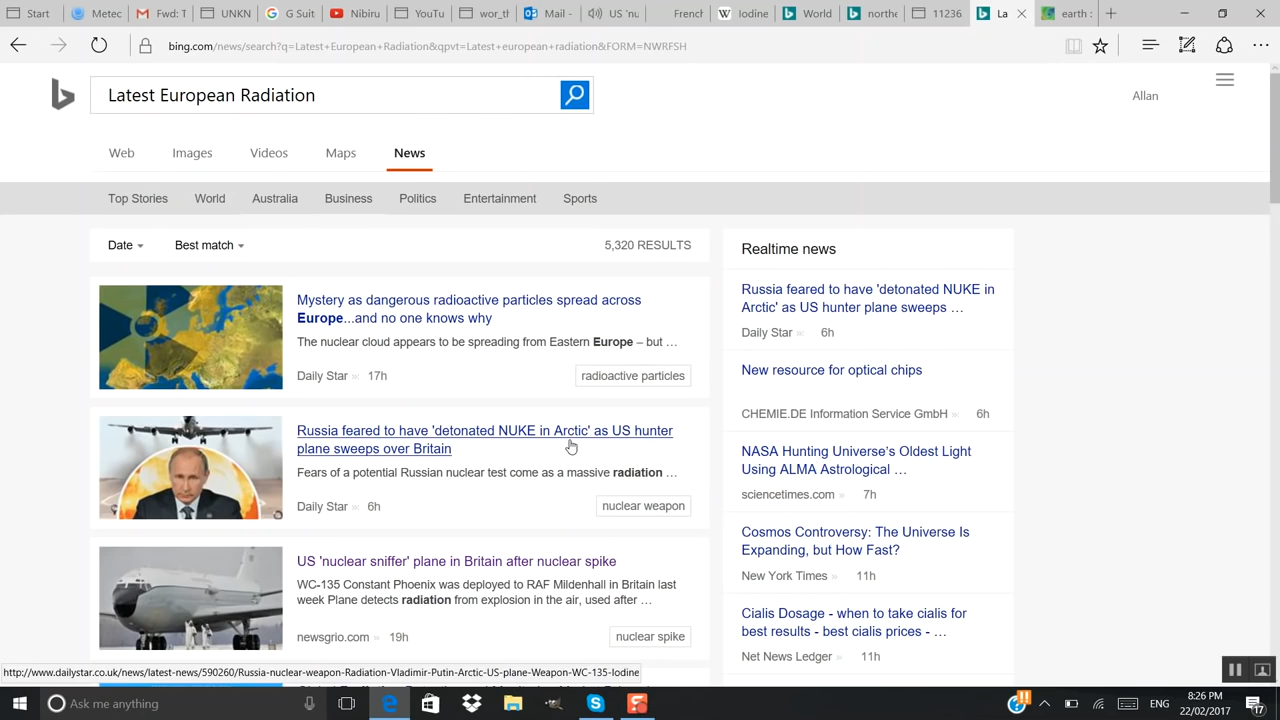 Start
Metec
Fwc T
Start
G Suit
wor_th
Mail -
US nu
French
W Iodine
News
northe
11236
La
earth :
bing.com/news/search?q=Latest+European+Radiation&qpvt=Latest+european+radiation&FORM=NWRFSH
Latest European Radiation
Allan
Web Images Videos Maps News
Top Stories World Australia Business Politics Entertainment Sports
Date Best match 5,320 RESULTS
Mystery as dangerous radioactive particles spread across
Europe...and no one knows why
The nuclear cloud appears to be spreading from Eastern Europe – but ...
Daily Star 17h radioactive particles
Russia feared to have 'detonated NUKE in Arctic' as US hunter
plane sweeps over Britain
Fears of a potential Russian nuclear test come as a massive radiation ...
Daily Star 6h nuclear weapon
US 'nuclear sniffer' plane in Britain after nuclear spike
WC-135 Constant Phoenix was deployed to RAF Mildenhall in Britain last
week Plane detects radiation from explosion in the air, used after ...
newsgrio.com 19h nuclear spike
Realtime news
Russia feared to have 'detonated NUKE in
Arctic' as US hunter plane sweeps ...
Daily Star 6h
New resource for optical chips
CHEMIE.DE Information Service GmbH 6h
NASA Hunting Universe's Oldest Light
Using ALMA Astrological ...
sciencetimes.com 7h
Cosmos Controversy: The Universe Is
Expanding, but How Fast?
New York Times 11h
Cialis Dosage - when to take cialis for
best results - best cialis prices - ...
Net News Ledger 11h
http://www.dailystar.co.uk/news/latest-news/590260/Russia-nuclear-weapon-Radiation-Vladimir-Putin-Arctic-US-plane-Weapon-WC-135-Iodine
Ask me anything
ENG
8:26 PM
22/02/2017
17